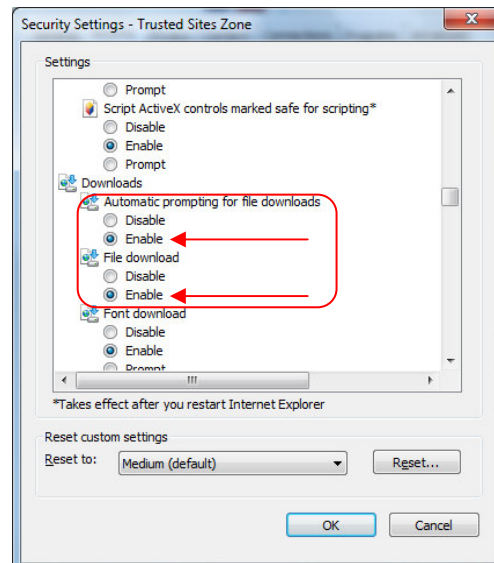 Security Settings - Trusted Sites Zone
Settings
Prompt
Script ActiveX controls marked safe for scripting*
Disable
Enable
Prompt
Downloads
Automatic prompting for file downloads
Disable
Enable
File download
Disable
Enable
Font download
Disable
Enable
Prompt
*Takes effect after you restart Internet Explorer
Reset custom settings
Reset to:
Medium (default)
Reset...
OK
Cancel